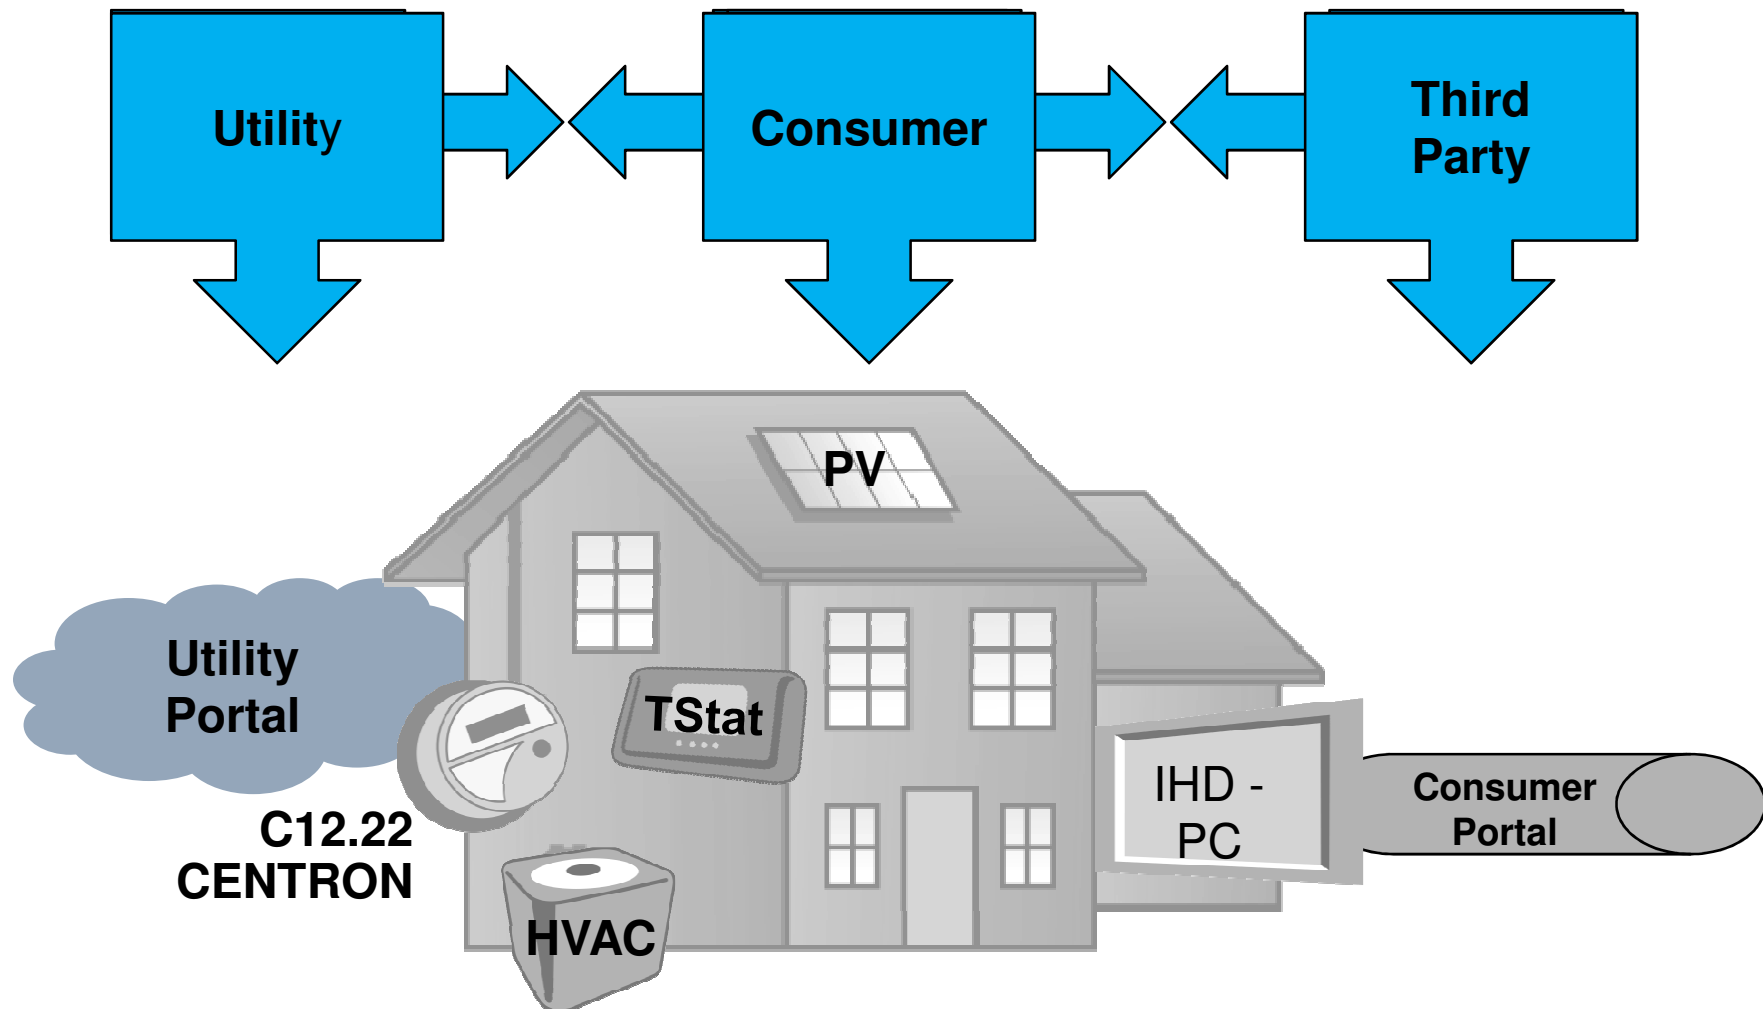 Utility
Consumer
Third
Party
PV
Utility
Portal
TStat
C12.22
CENTRON
HVAC
IHD -
PC
Consumer
Portal